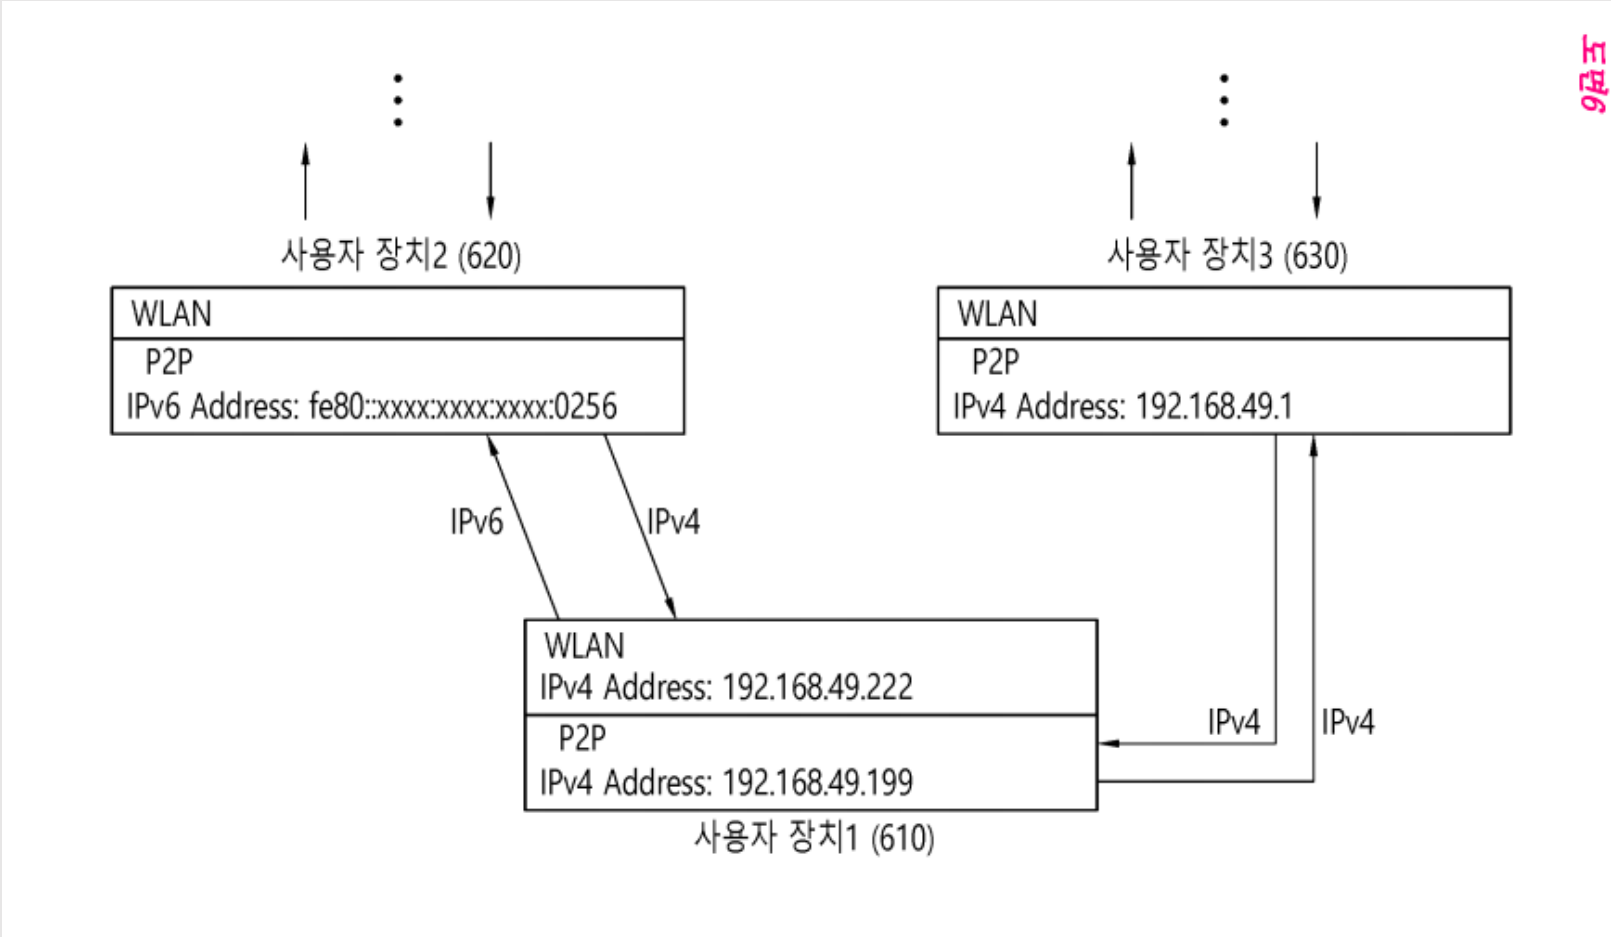 도면6
사용자 장치2 (620)
WLAN
P2P
IPv6 Address: fe80::xxxx:xxxx:xxxx:0256
사용자 장치3 (630)
WLAN
P2P
IPv4 Address: 192.168.49.1
IPv6
IPv4
WLAN
IPv4 Address: 192.168.49.222
P2P
IPv4 Address: 192.168.49.199
IPv4
IPv4
사용자 장치1 (610)